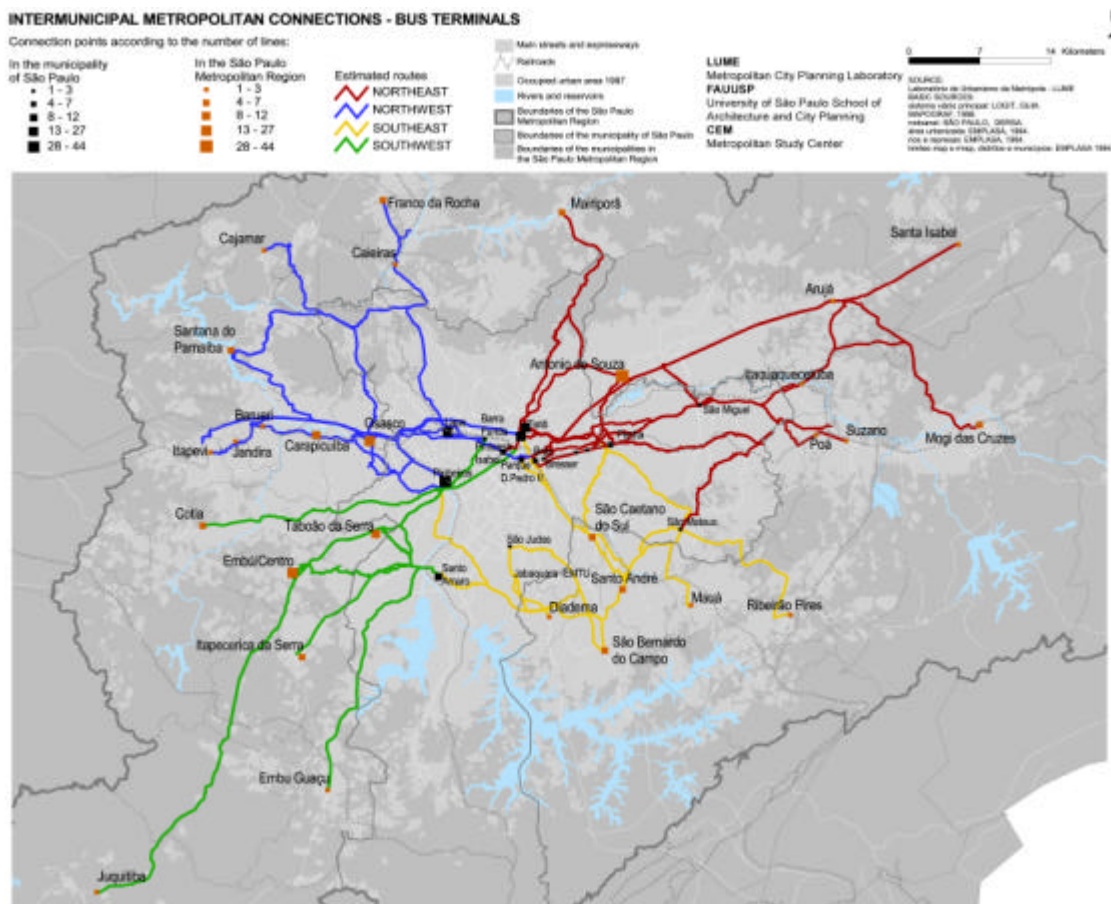 INTERMUNICIPAL METROPOLITAN CONNECTIONS - BUS TERMINALS
Connection points according to the number of lines:
In the municipality
of São Paulo
1 - 3
4 - 7
8 - 12
13 - 27
28 - 44
In the São Paulo
Metropolitan Region
1 - 3
4 - 7
8 - 12
13 - 27
28 - 44
Estimated routes
NORTHEAST
NORTHWEST
SOUTHEAST
SOUTHWEST
Main streets and expressways
Railroads
Occupied urban area 1997
Rivers and reservoirs
Boundaries of the São Paulo
Metropolitan Region
Boundaries of the municipality of São Paulo
Boundaries of the municipalities in
the São Paulo Metropolitan Region
LUME
Metropolitan City Planning Laboratory
FAUUSP
University of São Paulo School of
Architecture and City Planning
CEM
Metropolitan Study Center
0 7 14 Kilometers
SOURCE:
BASIC SOURCES:
Franco da Rocha
Mairiporã
Cajamar
Caieiras
Santa Isabel
Arujá
Santana do
Parnaíba
Antonio de Souza
Itaquaquecetuba
São Miguel
Barueri
Osasco
Barra
Suzano
Itapevi
Jandira
Carapicuíba
Poá
Mogi das Cruzes
Parque
D.Pedro II
Bresser
Cotia
Taboão da Serra
São Caetano
do Sul
São Mateus
São Judas
Embú/Centro
Santo
Amaro
Jabaquara -EMTU
Santo André
Mauá
Ribeirão Pires
Diadema
Itapecerica da Serra
São Bernardo
do Campo
Embu Guaçu
Juquitiba